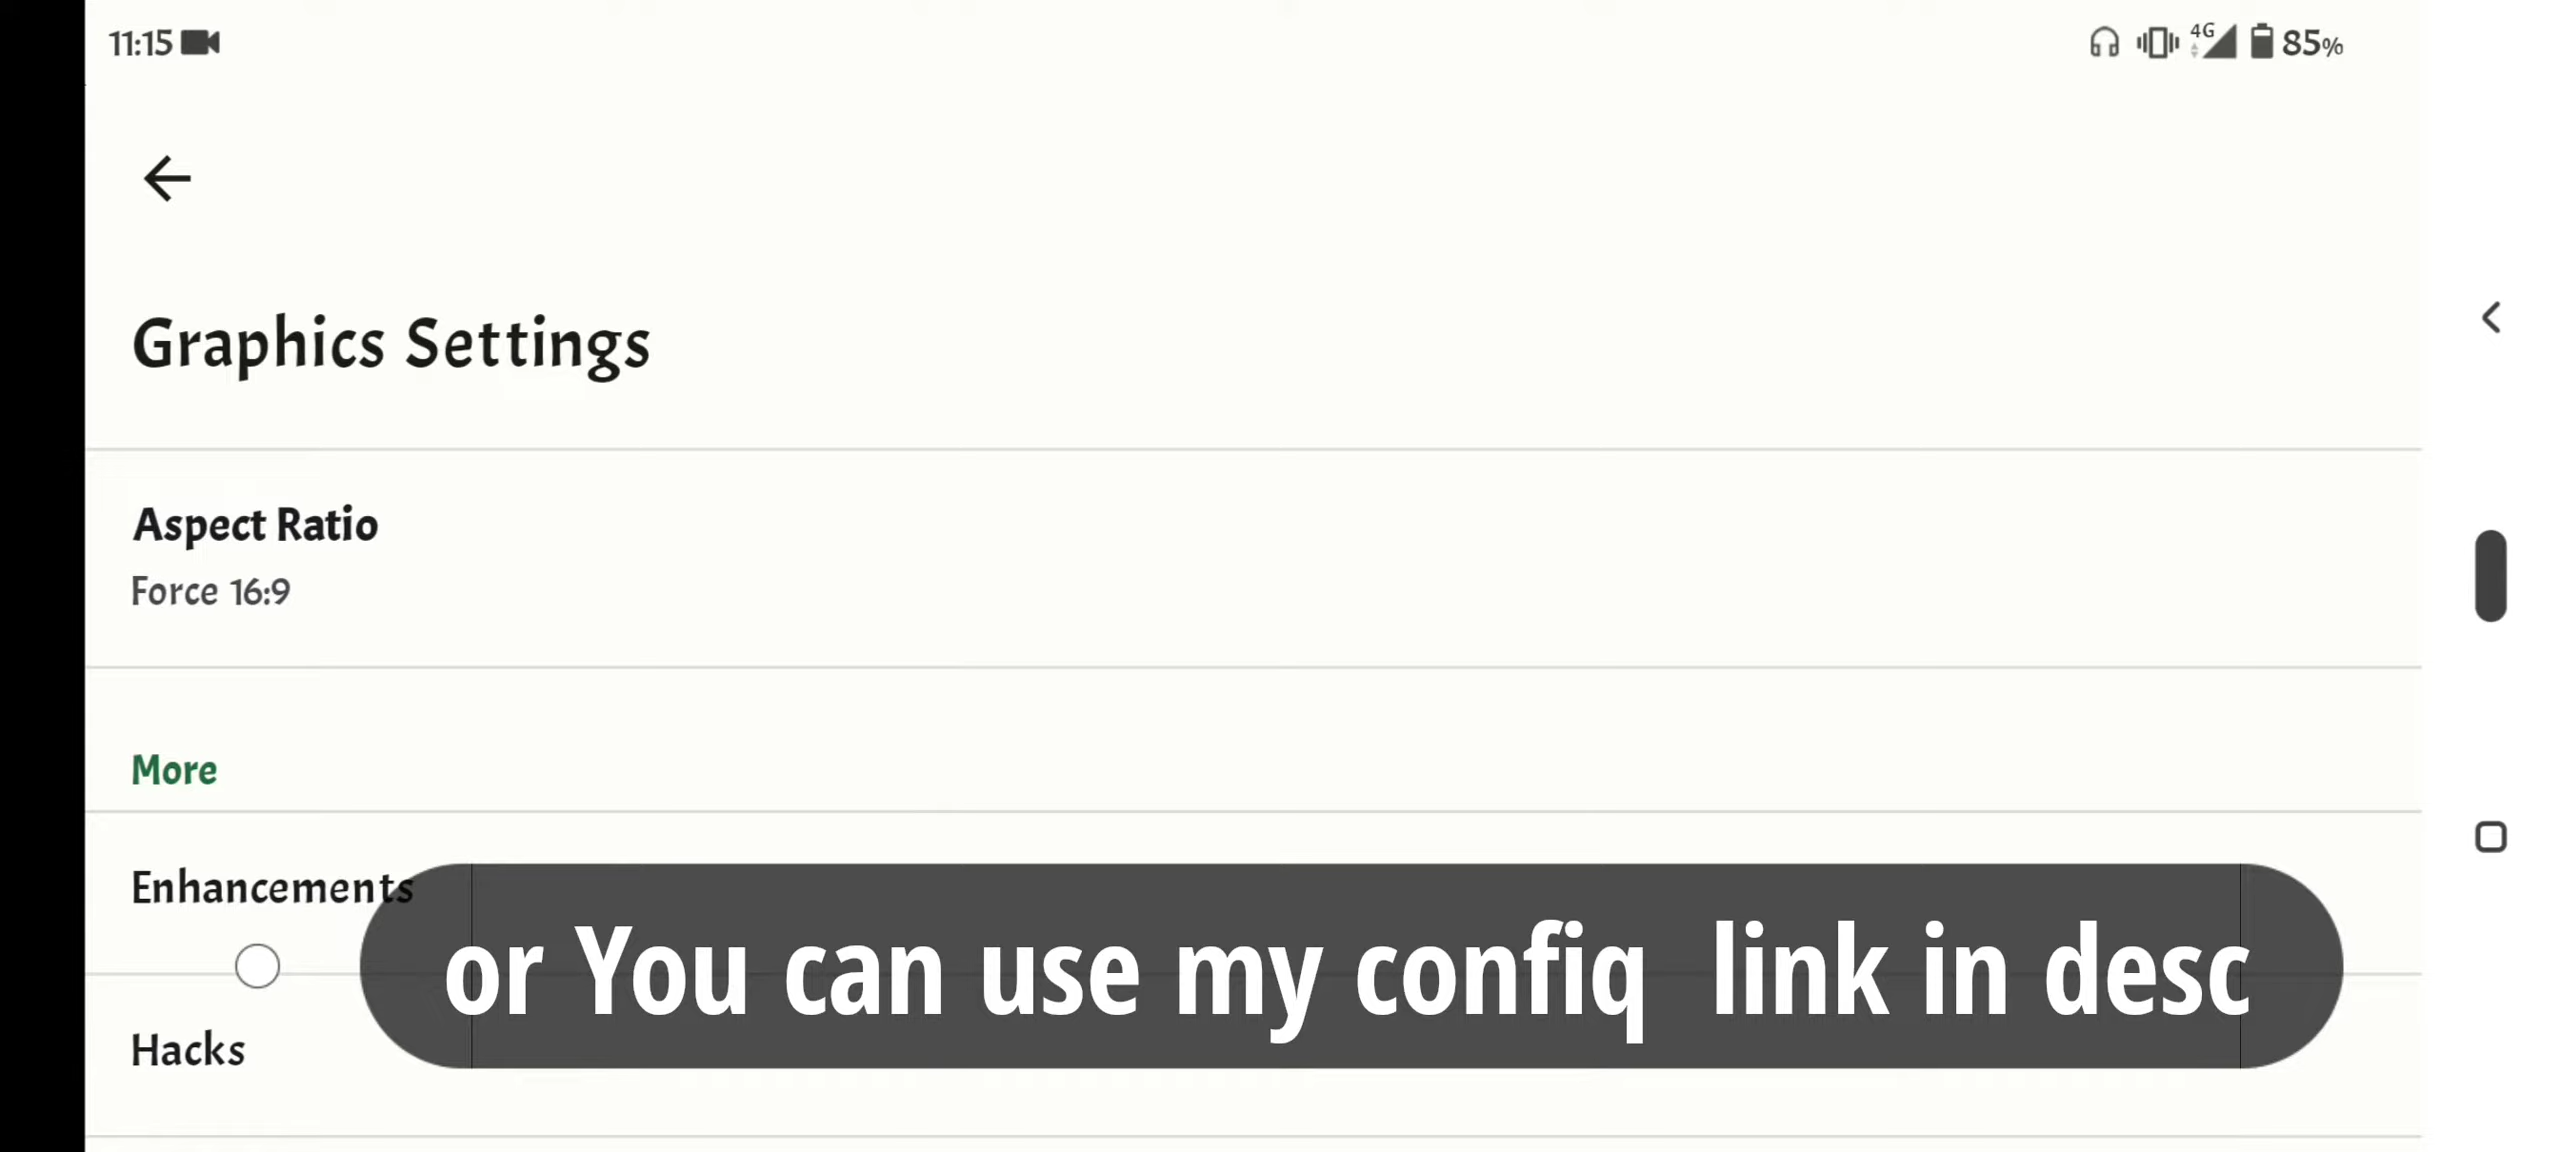 11:15
4G
85%
Graphics Settings
Aspect Ratio
Force 16:9
More
Enhancements
or You can use my confiq link in desc
Hacks